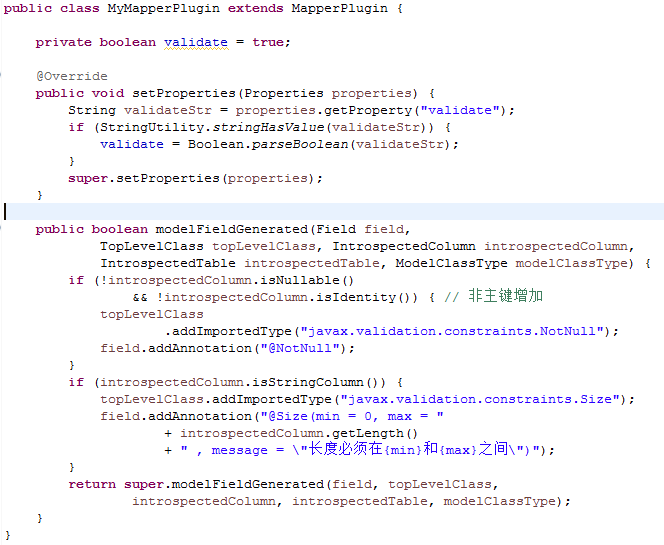 public class MyMapperPlugin extends MapperPlugin {
private boolean validate = true;
@Override
public void setProperties(Properties properties) {
String validateStr = properties.getProperty("validate");
if (StringUtility.stringHasValue(validateStr)) {
validate = Boolean.parseBoolean(validateStr);
}
super.setProperties(properties);
}
public boolean modelFieldGenerated(Field field,
TopLevelClass topLevelClass, IntrospectedColumn introspectedColumn,
IntrospectedTable introspectedTable, ModelClassType modelClassType) {
if (!introspectedColumn.isNullable()
&& !introspectedColumn.isIdentity()) { // 非主键增加
topLevelClass
.addImportedType("javax.validation.constraints.NotNull");
field.addAnnotation("@NotNull");
}
if (introspectedColumn.isStringColumn()) {
topLevelClass.addImportedType("javax.validation.constraints.Size");
field.addAnnotation("@Size(min = 0, max = "
+ introspectedColumn.getLength()
+ " , message = \"长度必须在{min}和{max}之间\")");
}
return super.modelFieldGenerated(field, topLevelClass,
introspectedColumn, introspectedTable, modelClassType);
}
}